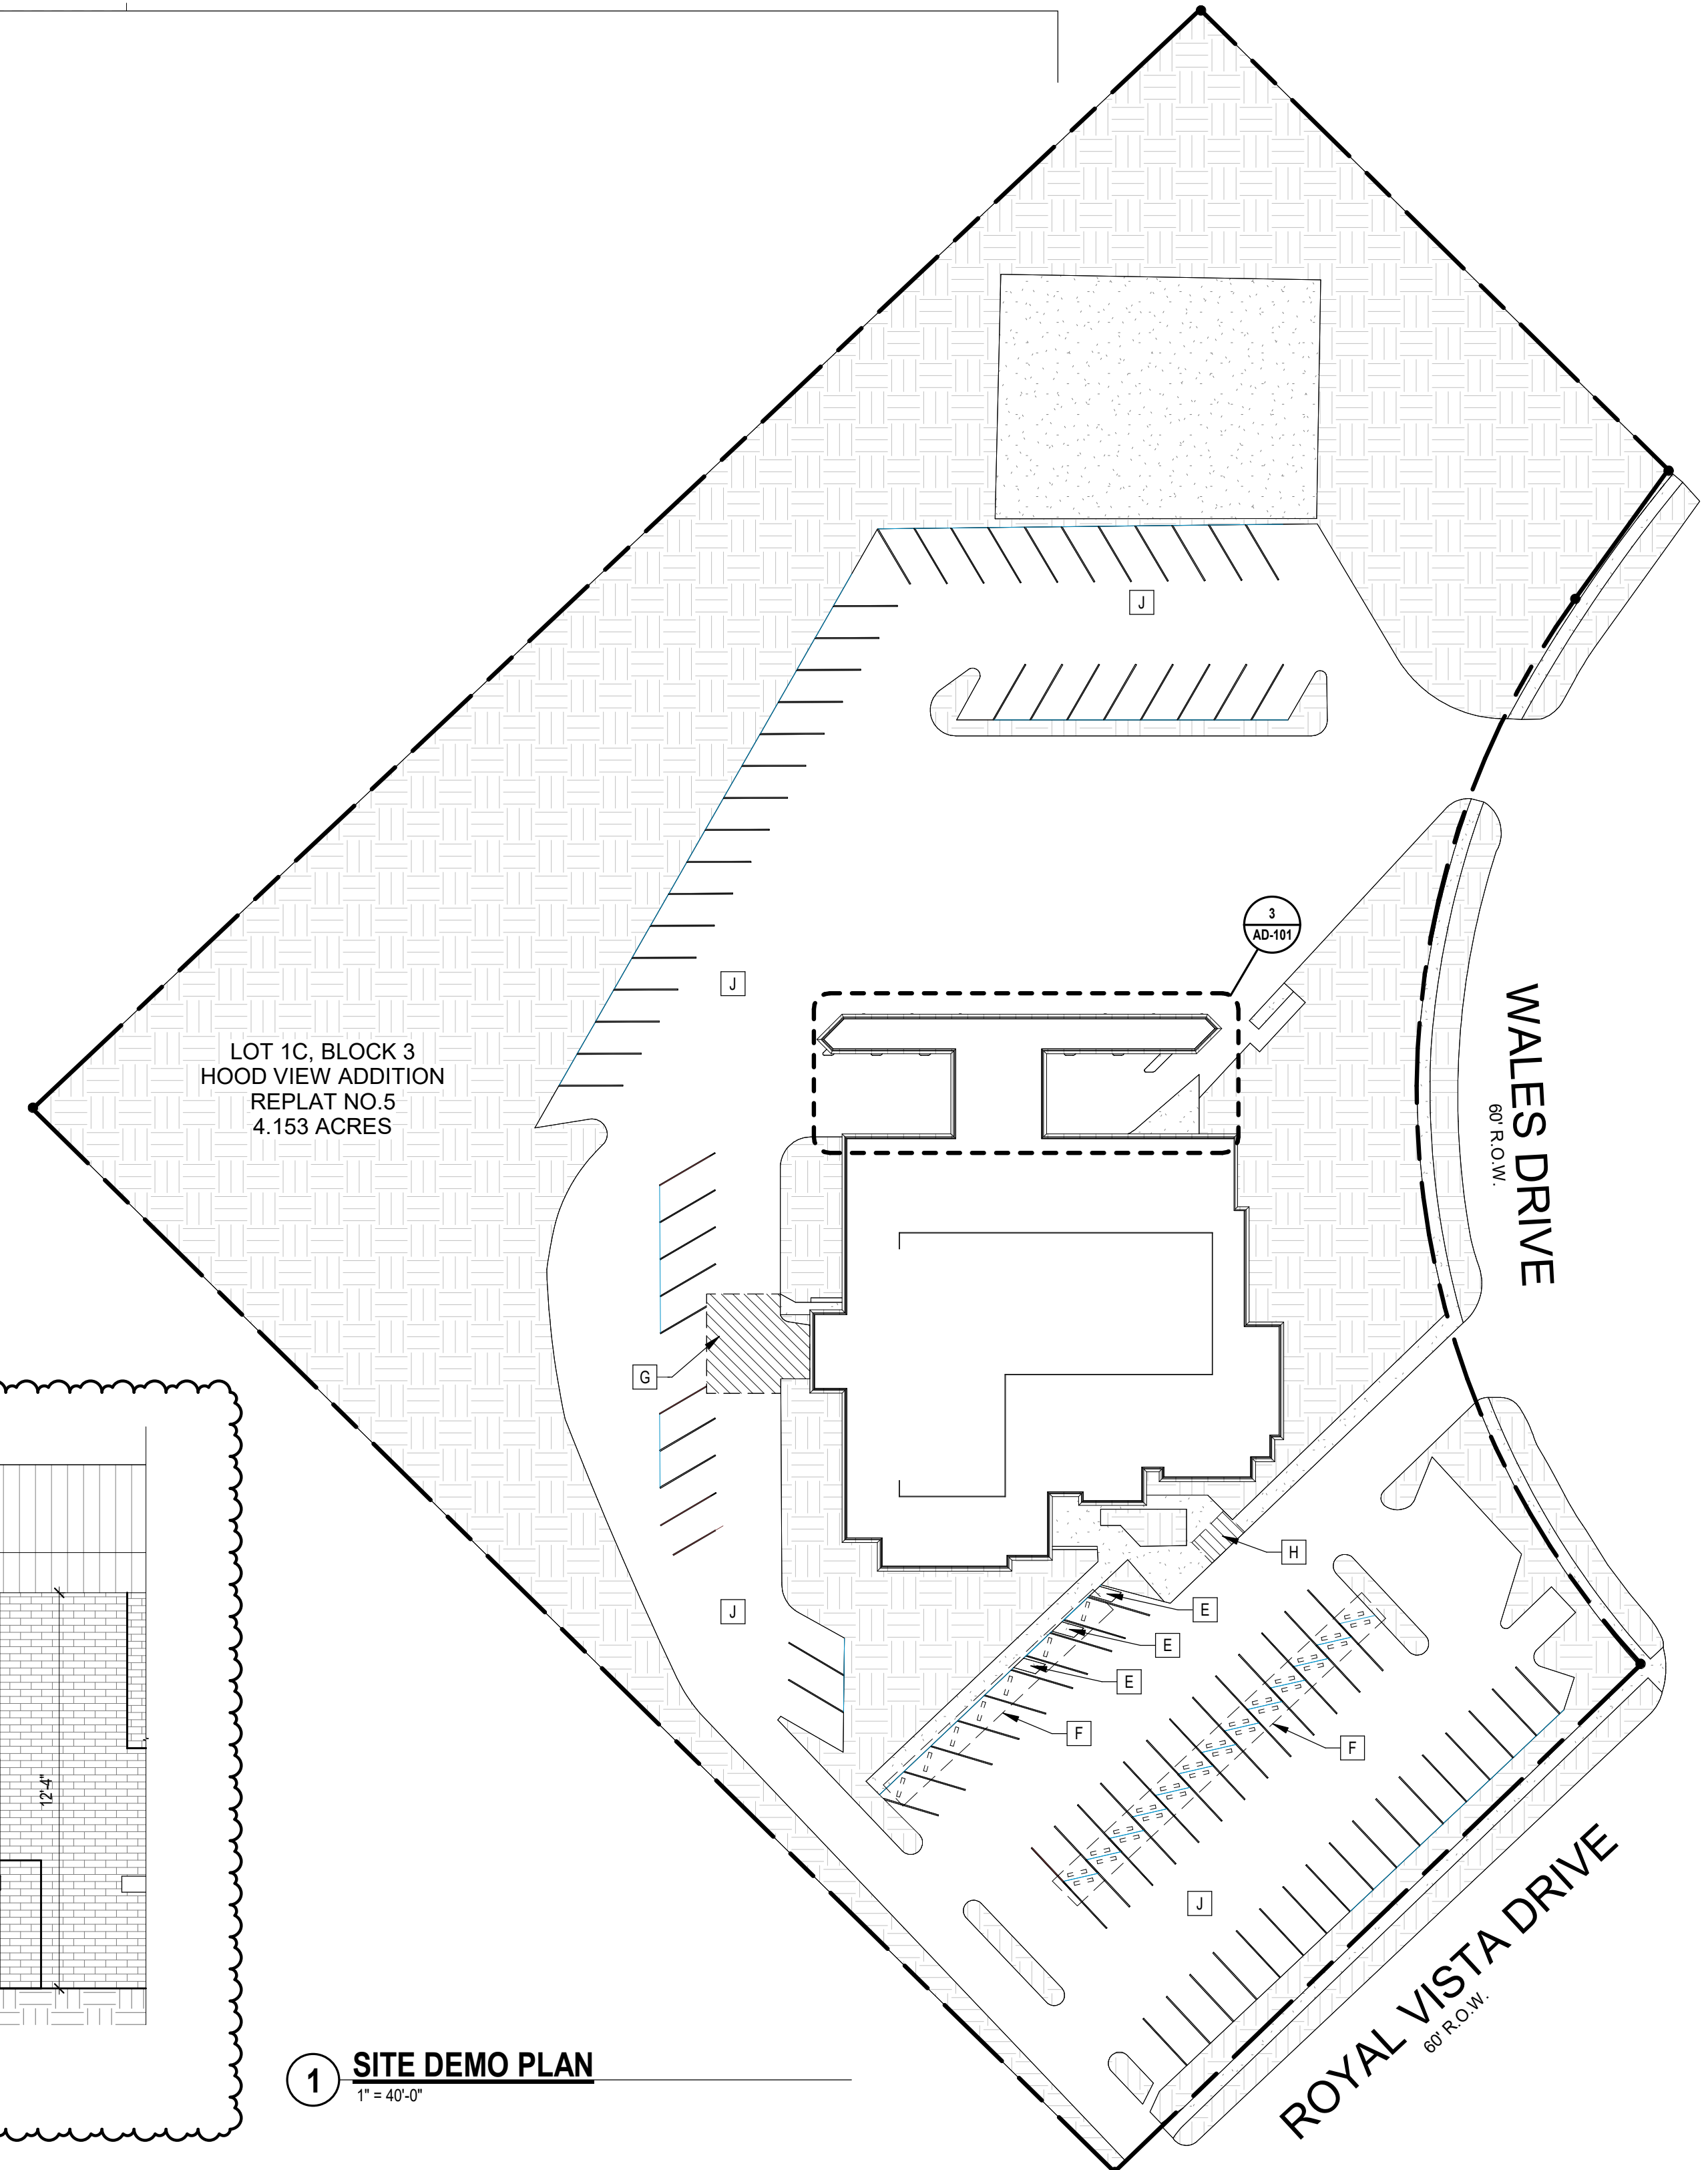 J
3
AD-101
J
LOT 1C, BLOCK 3
HOOD VIEW ADDITION
REPLAT NO.5
4.153 ACRES
WALES DRIVE
60' R.O.W.
G
H
E
E
E
F
F
J
J
12'-4"
ROYAL VISTA DRIVE
60' R.O.W.
1
SITE DEMO PLAN
1" = 40'-0"